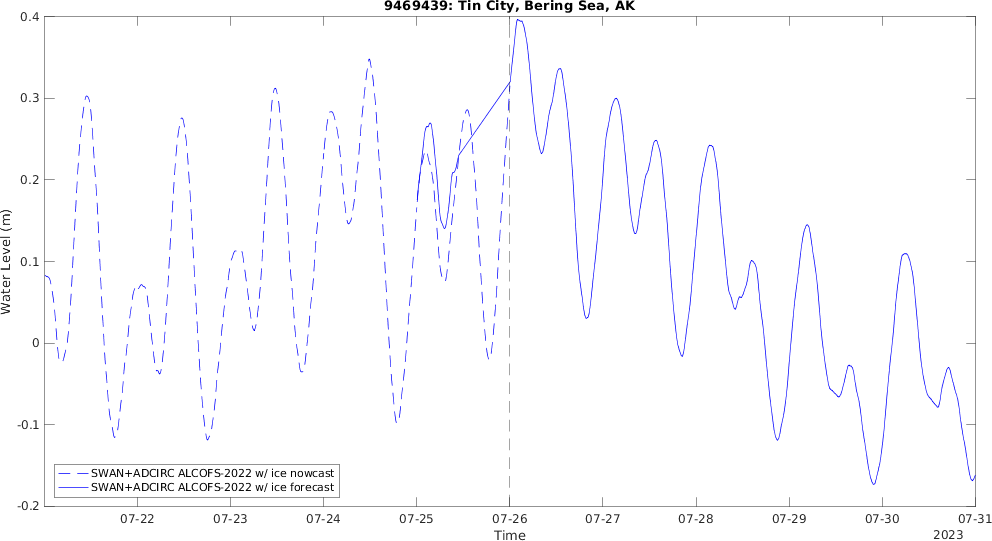 9469439: Tin City, Bering Sea, AK
0.4
0.3
0.2
0.1
0
-0.1
-0.2
Water Level (m)
SWAN+ADCIRC ALCOFS-2022 w/ ice nowcast
SWAN+ADCIRC ALCOFS-2022 w/ ice forecast
07-22 07-23 07-24 07-25 07-26 07-27 07-28 07-29 07-30 07-31
Time
2023